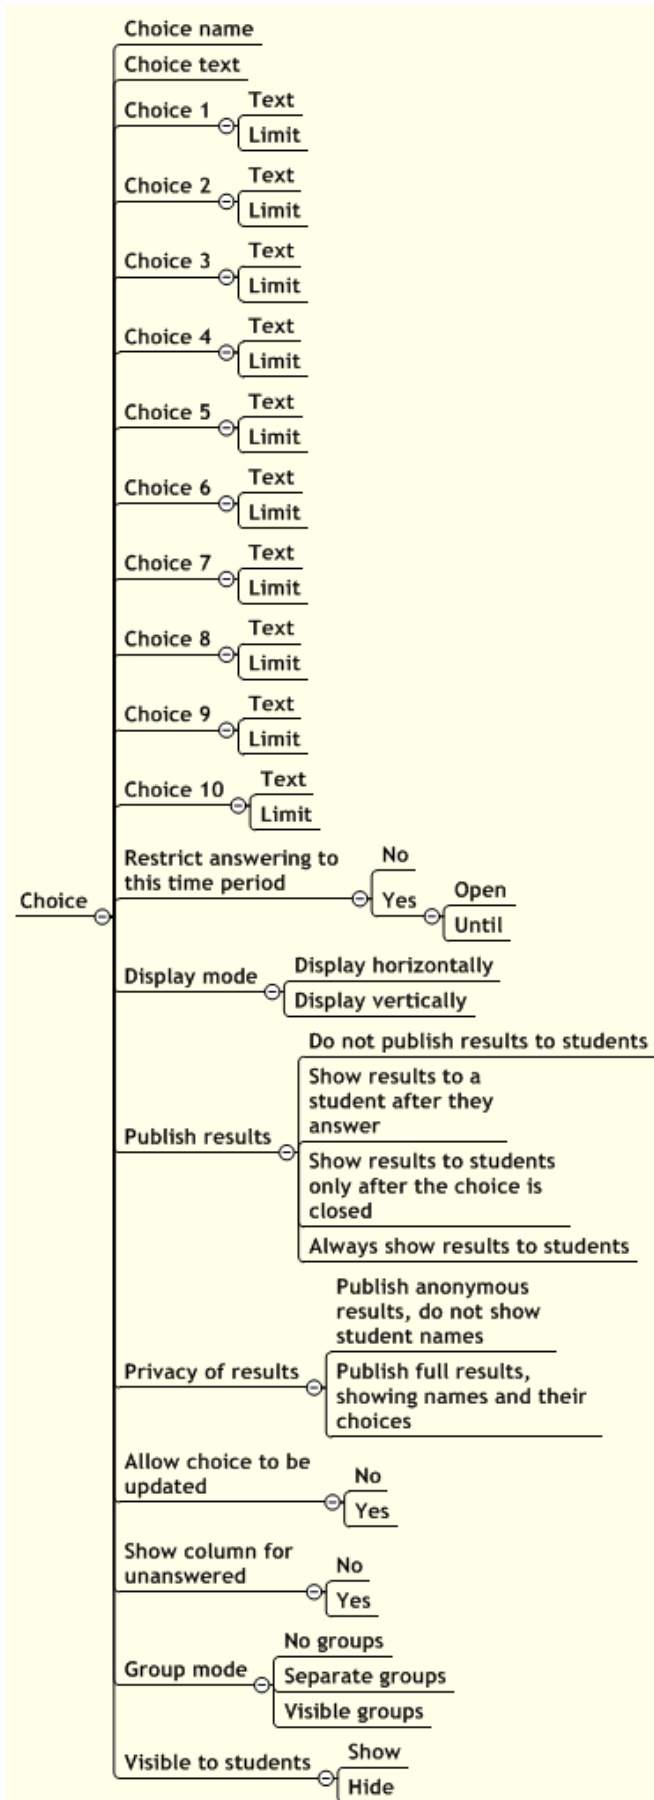 Choice name
Choice text
Choice 1
Text
Limit
Choice 2
Text
Limit
Choice 3
Text
Limit
Choice 4
Text
Limit
Choice 5
Text
Limit
Choice 6
Text
Limit
Choice 7
Text
Limit
Choice 8
Text
Limit
Choice 9
Text
Limit
Choice 10
Text
Limit
Choice
Restrict answering to
this time period
No
Yes
Open
Until
Display mode
Display horizontally
Display vertically
Publish results
Do not publish results to students
Show results to a
student after they
answer
Show results to students
only after the choice is
closed
Always show results to students
Privacy of results
Publish anonymous
results, do not show
student names
Publish full results,
showing names and their
choices
Allow choice to be
updated
No
Yes
Show column for
unanswered
No
Yes
Group mode
No groups
Separate groups
Visible groups
Visible to students
Show
Hide